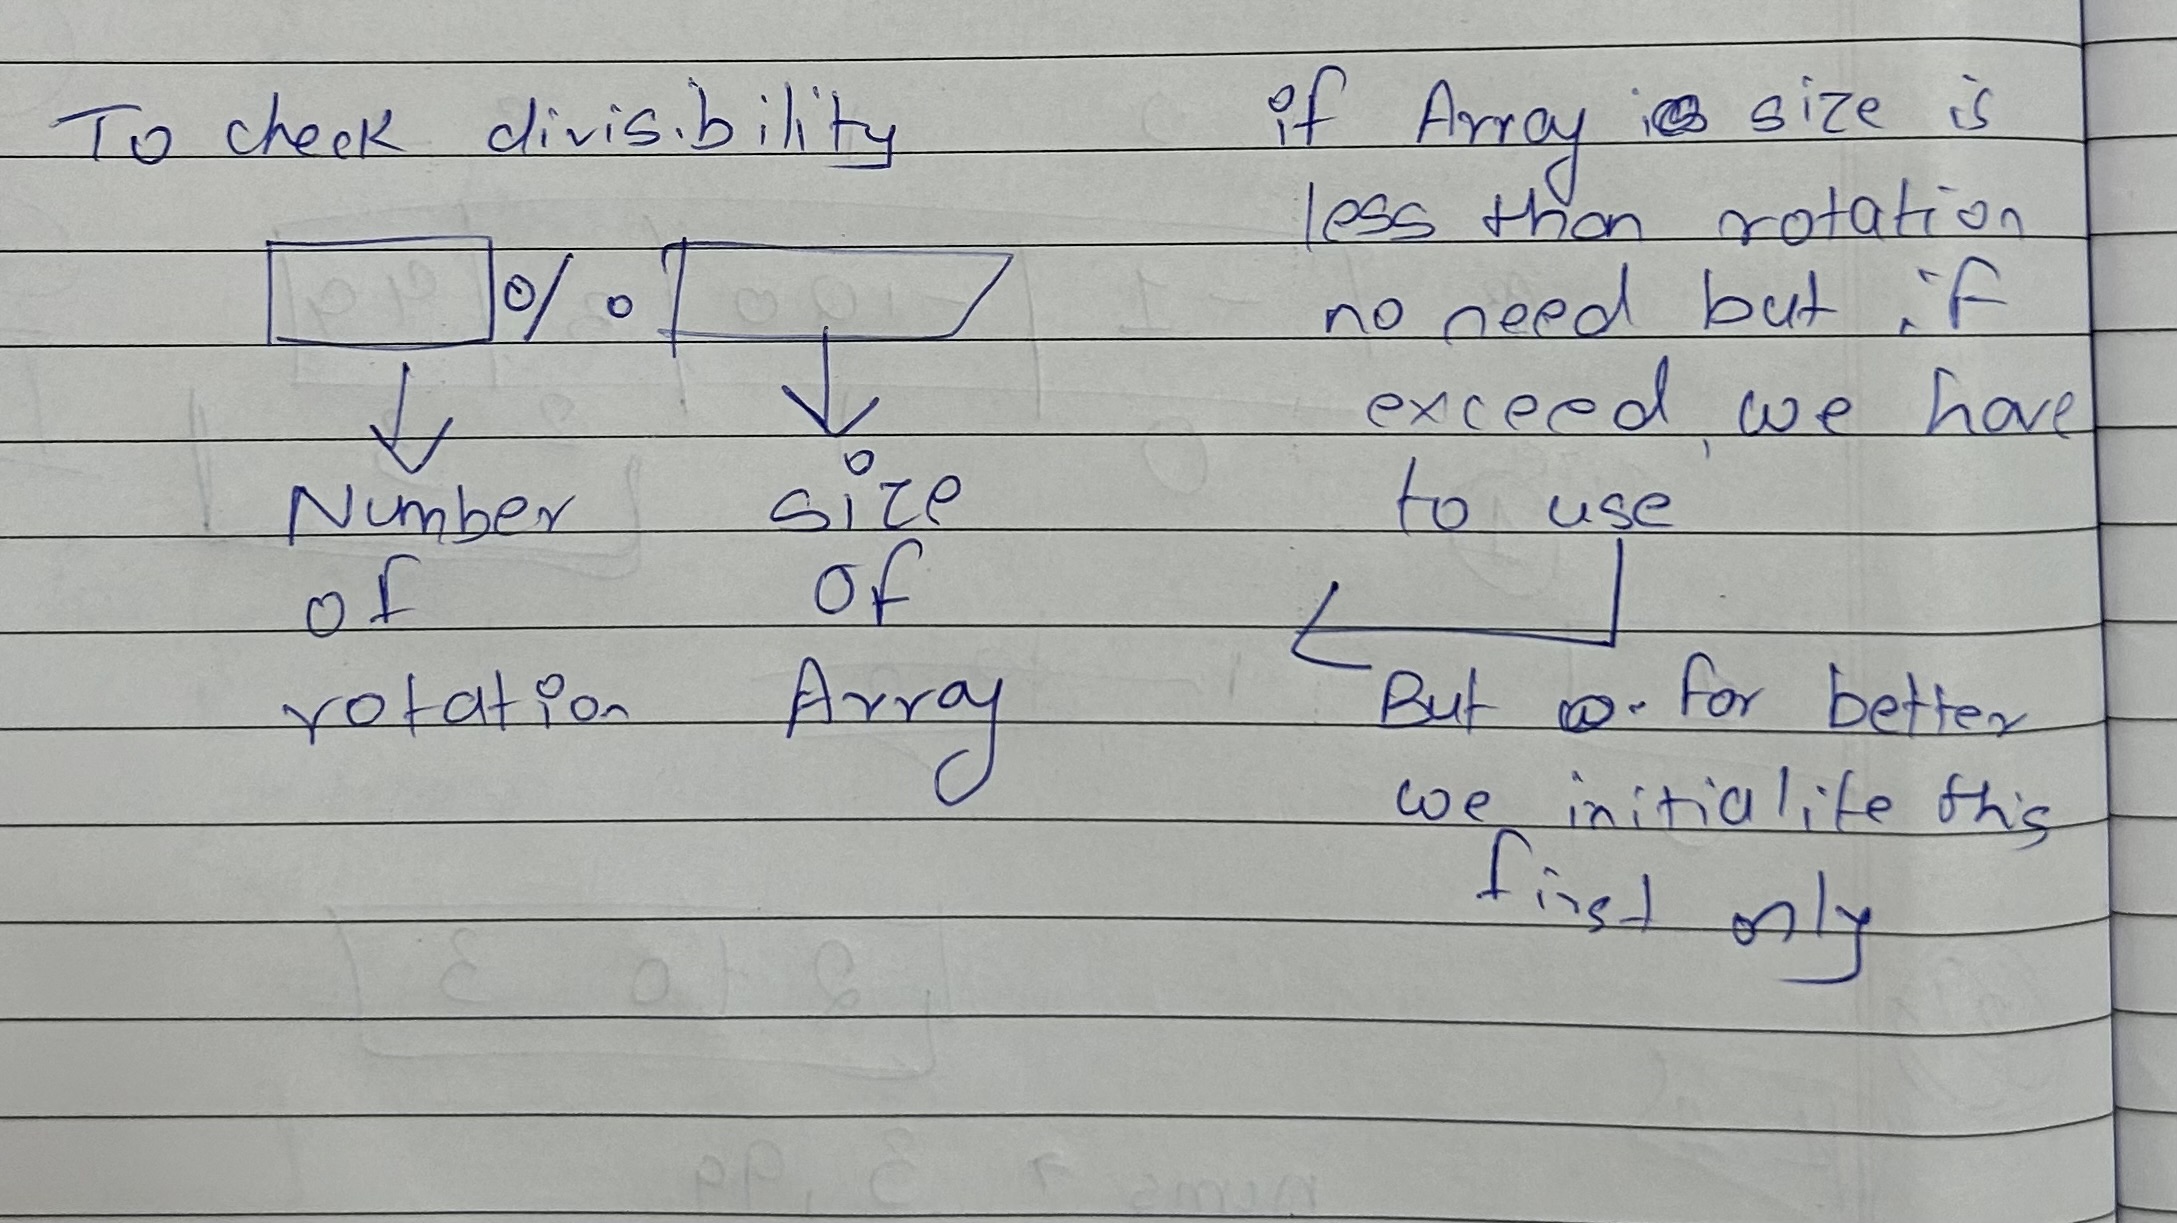 To check divisibility
%
Number size
of of
rotation Array
if Array size is
less than rotation
no need but if
exceed, we have
to use
But for better
we initialize this
first only